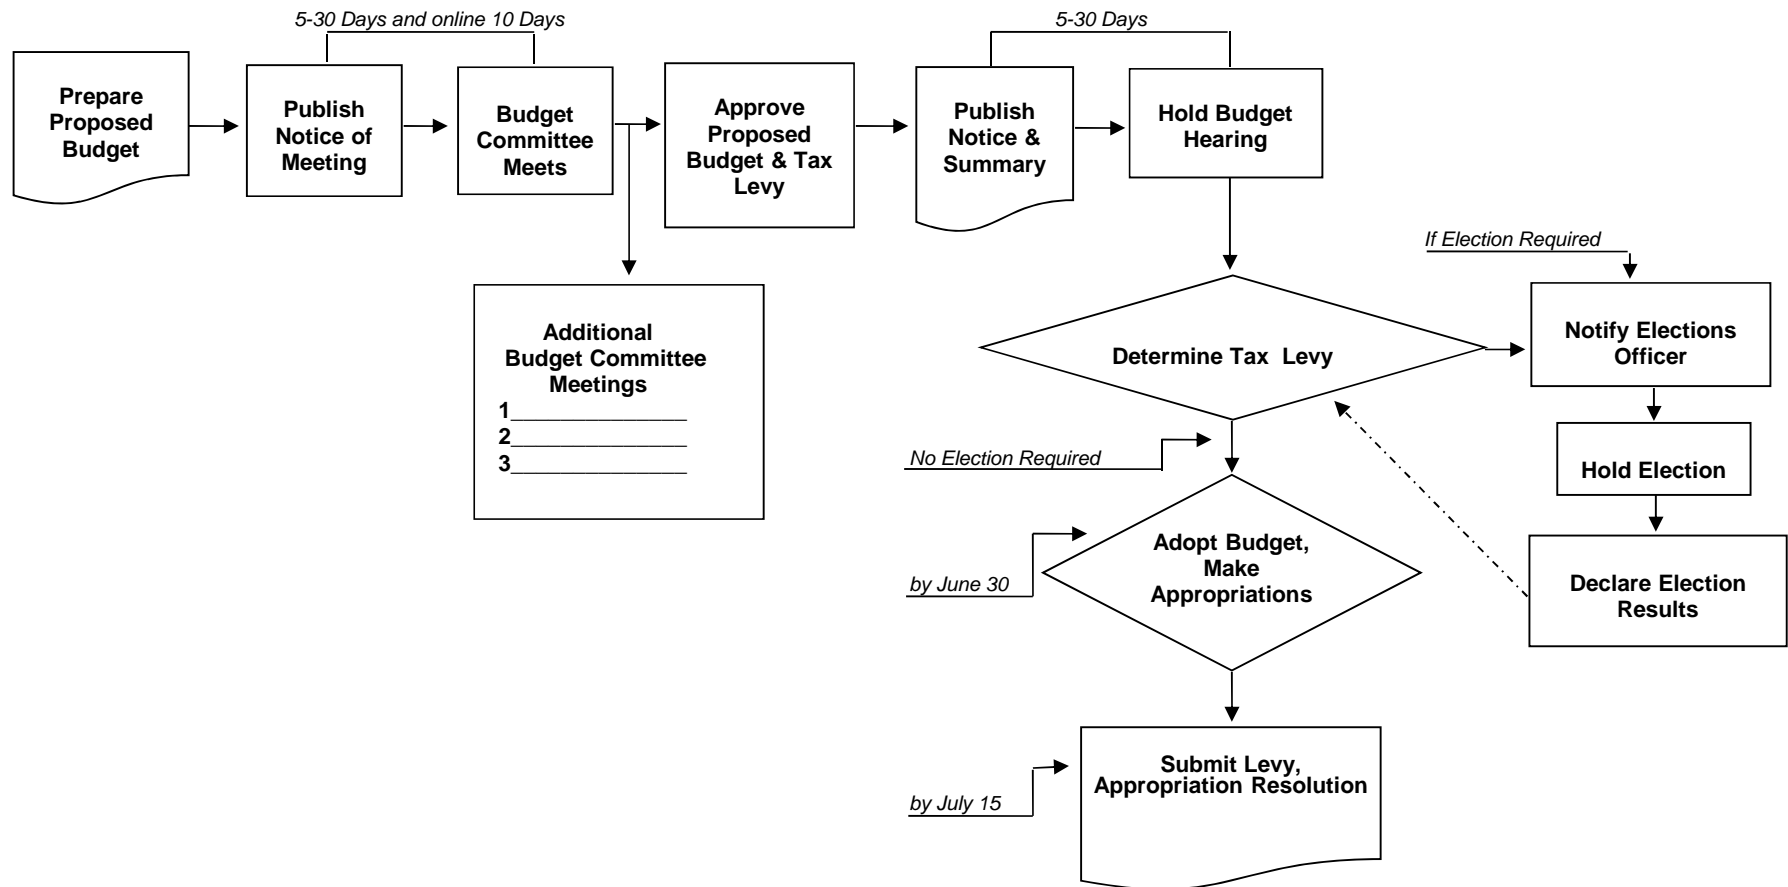 5-30 Days and online 10 Days
5-30 Days
Prepare
Proposed
Budget
Publish
Notice of
Meeting
Budget
Committee
Meets
Approve
Proposed
Budget & Tax
Levy
Publish
Notice &
Summary
Hold Budget
Hearing
If Election Required
Additional
Budget Committee
Meetings
1_______________
2_______________
3_______________
Determine Tax Levy
Notify Elections
Officer
No Election Required
Hold Election
Adopt Budget,
Make
Appropriations
by June 30
Declare Election
Results
Submit Levy,
Appropriation Resolution
by July 15